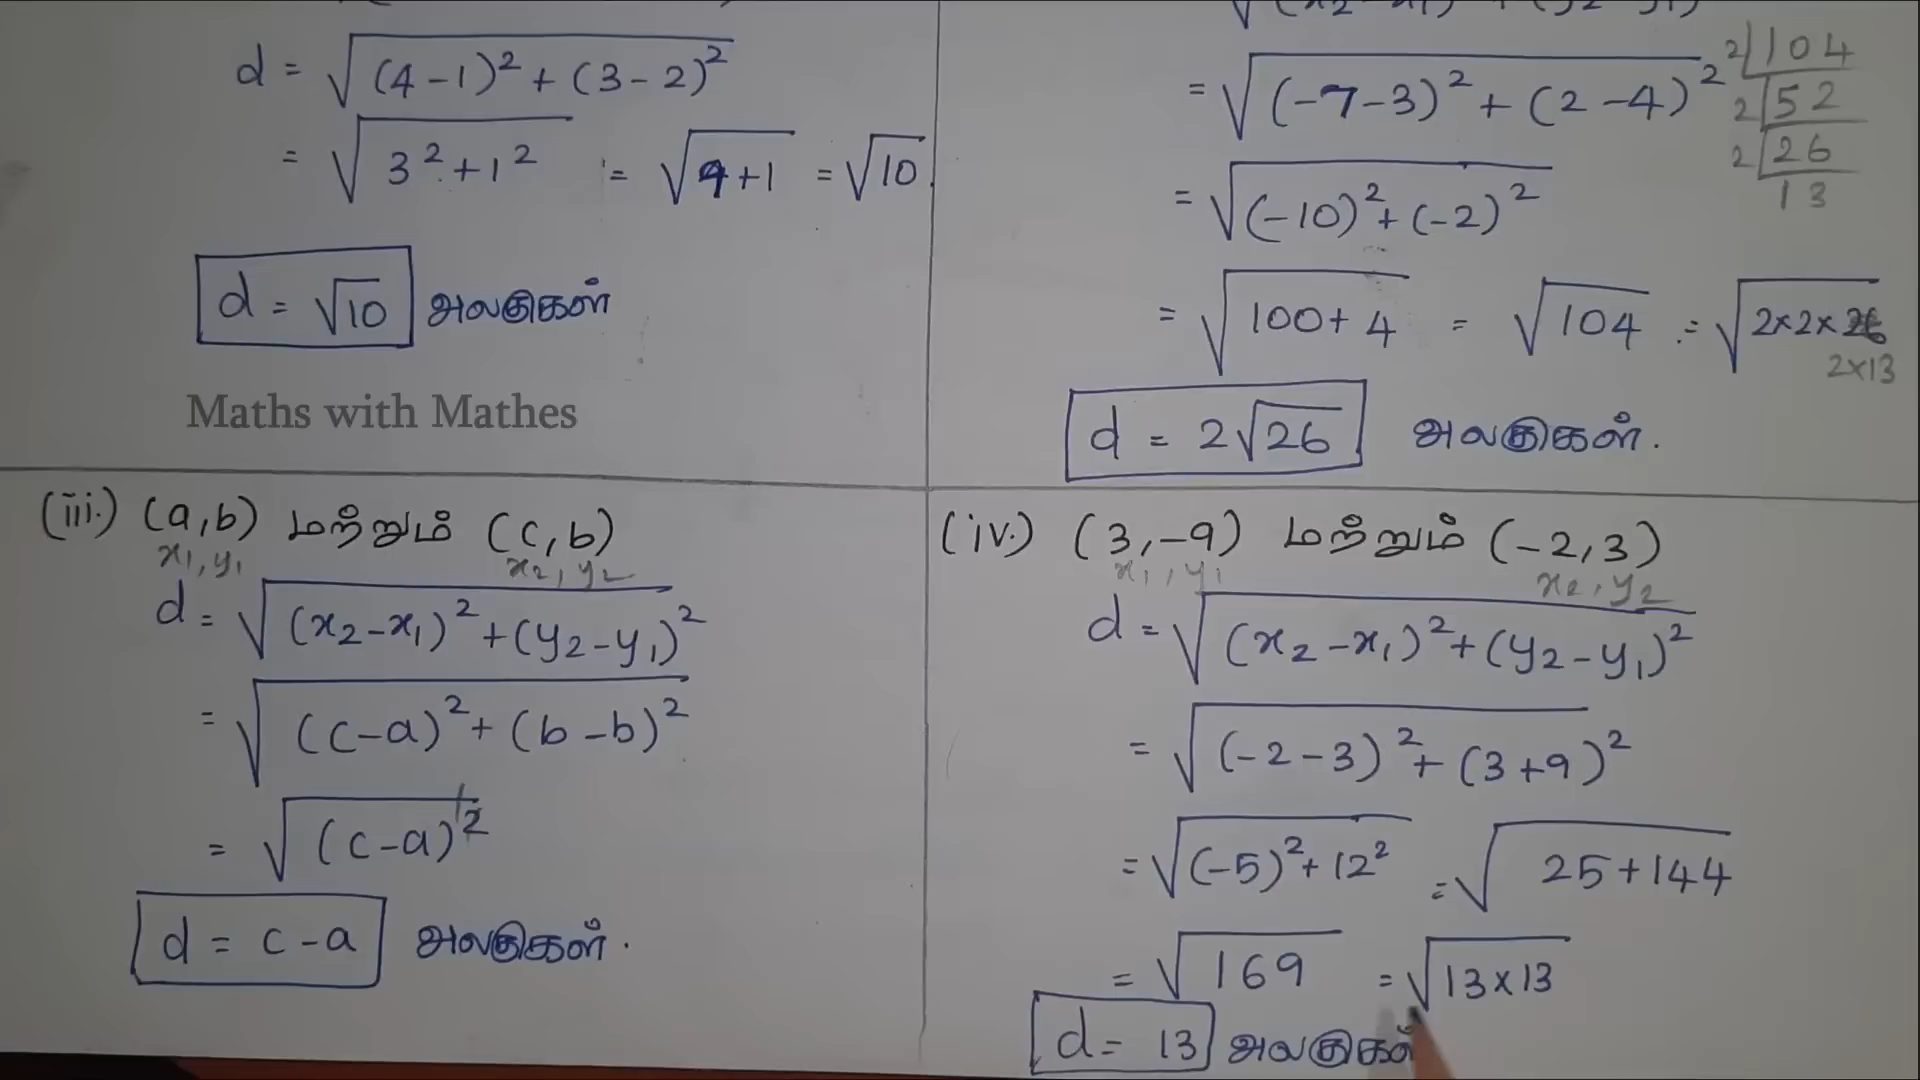 d = √(4-1)² + (3-2)²
= √3²+1² = √9+1 = √10
d = √10 அலகுகள்
Maths with Mathes
= √(-7-3)² + (2-4)²
2|104
2|52
2|26
13
= √(-10)² + (-2)²
= √100+4 = √104 = √2×2×26
2×13
d = 2√26 அலகுகள்.
(iii.) (a,b) மற்றும் (c,b)
x₁,y₁ x₂,y₂
d = √(x₂-x₁)²+(y₂-y₁)²
= √(c-a)² + (b-b)²
= √(c-a)²
d = c-a அலகுகள்.
(iv.) (3,-9) மற்றும் (-2,3)
x₁,y₁ x₂,y₂
d = √(x₂-x₁)²+(y₂-y₁)²
= √(-2-3)² + (3+9)²
= √(-5)²+12² = √25+144
= √169 = √13×13
d = 13 அலகுகள்